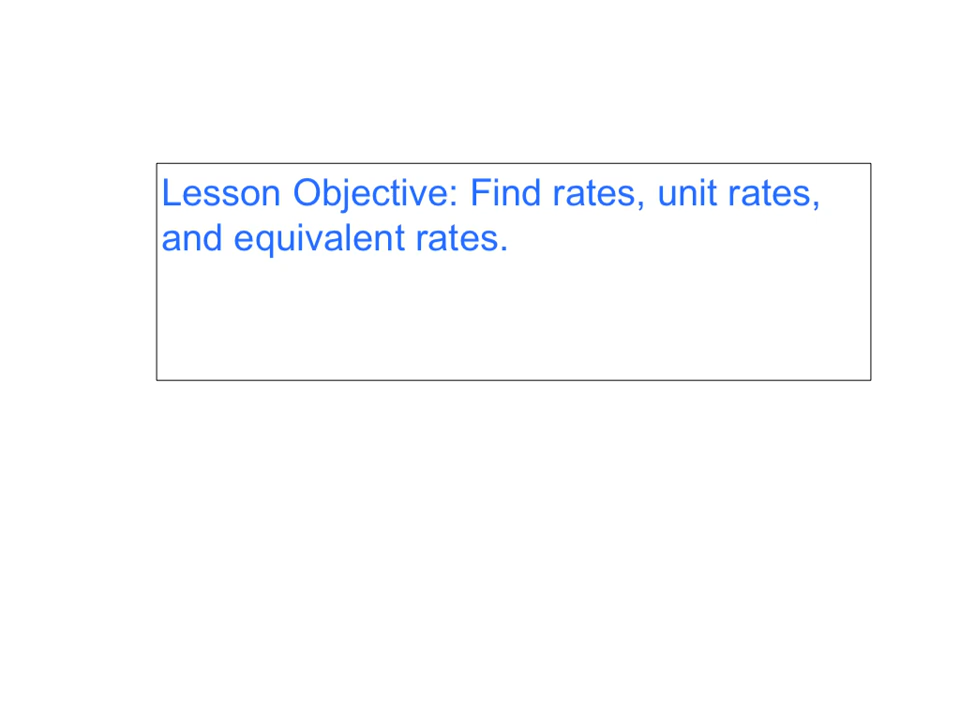 Lesson Objective: Find rates, unit rates,
and equivalent rates.